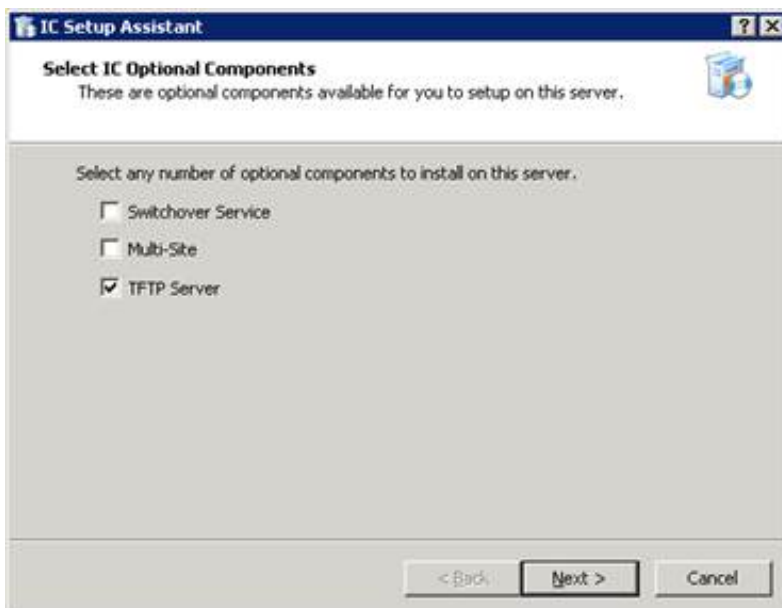 IC Setup Assistant
Select IC Optional Components
These are optional components available for you to setup on this server.
Select any number of optional components to install on this server.
Switchover Service
Multi-Site
TFTP Server
< Back
Next >
Cancel